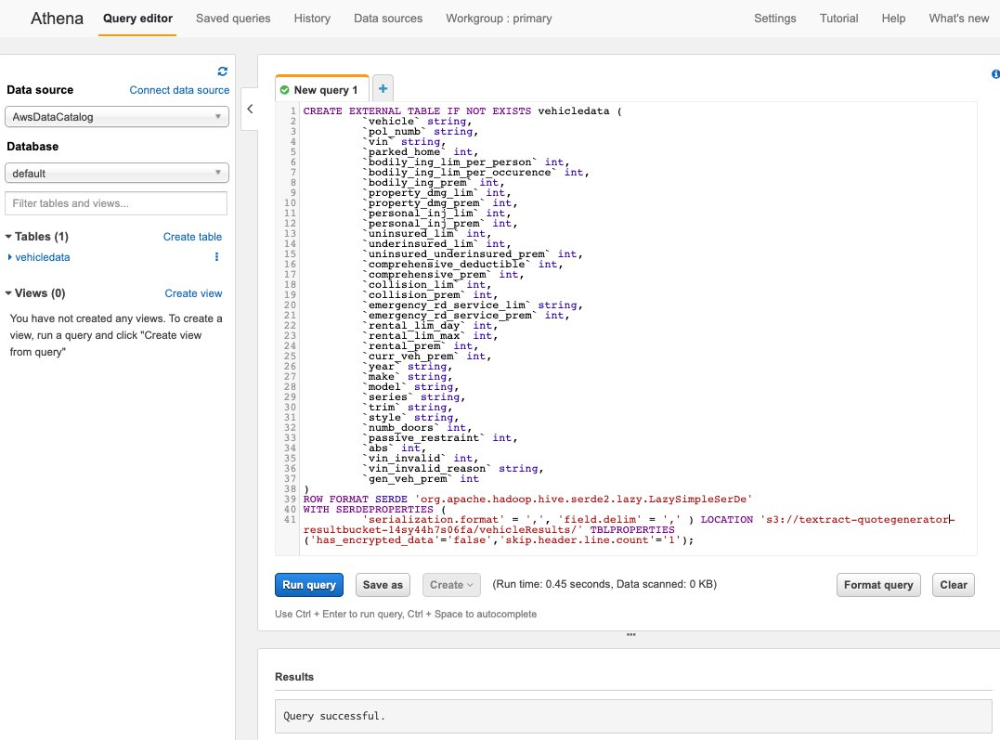 Athena Query editor Saved queries History Data sources Workgroup : primary Settings Tutorial Help What's new
Data source Connect data source
AwsDataCatalog
Database
default
Filter tables and views...
Tables (1) Create table
vehicledata
Views (0) Create view
You have not created any views. To create a
view, run a query and click "Create view
from query"
New query 1
1 CREATE EXTERNAL TABLE IF NOT EXISTS vehicledata (
2 `vehicle` string,
3 `pol_numb` string,
4 `vin` string,
5 `parked_home` int,
6 `bodily_ing_lim_per_person` int,
7 `bodily_ing_lim_per_occurence` int,
8 `bodily_ing_prem` int,
9 `property_dmg_lim` int,
10 `property_dmg_prem` int,
11 `personal_inj_lim` int,
12 `personal_inj_prem` int,
13 `uninsured_lim` int,
14 `underinsured_lim` int,
15 `uninsured_underinsured_prem` int,
16 `comprehensive_deductible` int,
17 `comprehensive_prem` int,
18 `collision_lim` int,
19 `collision_prem` int,
20 `emergency_rd_service_lim` string,
21 `emergency_rd_service_prem` int,
22 `rental_lim_day` int,
23 `rental_lim_max` int,
24 `rental_prem` int,
25 `curr_veh_prem` int,
26 `year` string,
27 `make` string,
28 `model` string,
29 `series` string,
30 `trim` string,
31 `style` string,
32 `numb_doors` int,
33 `passive_restraint` int,
34 `abs` int,
35 `vin_invalid` int,
36 `vin_invalid_reason` string,
37 `gen_veh_prem` int
38 )
39 ROW FORMAT SERDE 'org.apache.hadoop.hive.serde2.lazy.LazySimpleSerDe'
40 WITH SERDEPROPERTIES (
41 'serialization.format' = ',', 'field.delim' = ',' ) LOCATION 's3://textract-quotegenerator-
resultbucket-14sy44h7s06fa/vehicleResults/' TBLPROPERTIES
('has_encrypted_data'='false','skip.header.line.count'='1');
Run query Save as Create (Run time: 0.45 seconds, Data scanned: 0 KB) Format query Clear
Use Ctrl + Enter to run query, Ctrl + Space to autocomplete
Results
Query successful.